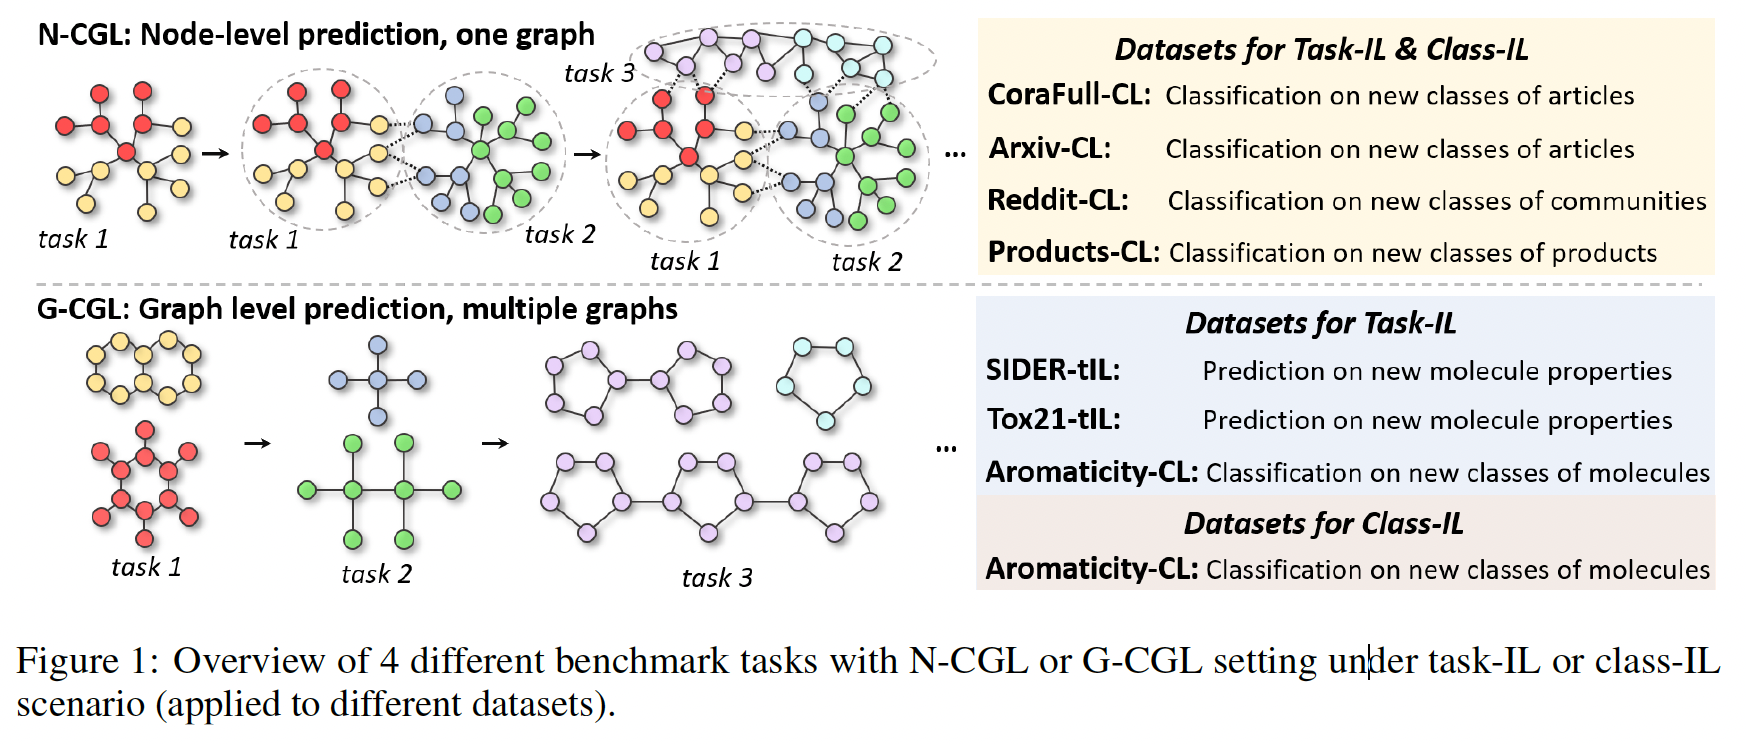 N-CGL: Node-level prediction, one graph
task 1
task 1
task 2
task 3
task 1
task 2
...
Datasets for Task-IL & Class-IL
CoraFull-CL: Classification on new classes of articles
Arxiv-CL: Classification on new classes of articles
Reddit-CL: Classification on new classes of communities
Products-CL: Classification on new classes of products
G-CGL: Graph level prediction, multiple graphs
task 1
task 2
task 3
...
Datasets for Task-IL
SIDER-tIL: Prediction on new molecule properties
Tox21-tIL: Prediction on new molecule properties
Aromaticity-CL: Classification on new classes of molecules
Datasets for Class-IL
Aromaticity-CL: Classification on new classes of molecules
Figure 1: Overview of 4 different benchmark tasks with N-CGL or G-CGL setting under task-IL or class-IL
scenario (applied to different datasets).